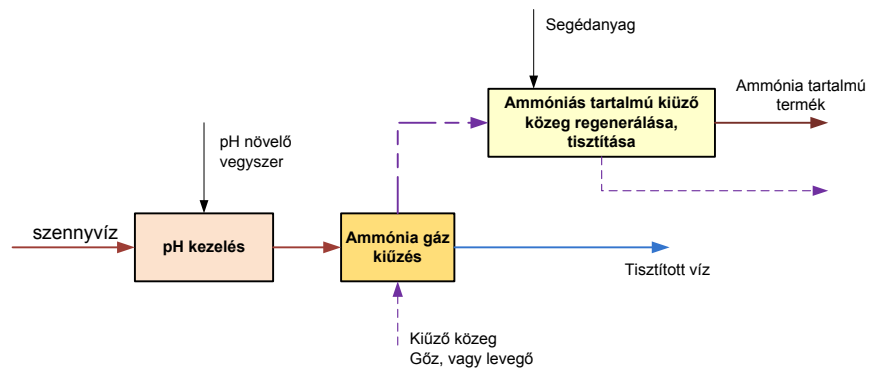 Segédanyag
Ammóniás tartalmú kiűző
közeg regenerálása,
tisztítása
Ammónia tartalmú
termék
pH növelő
vegyszer
szennyvíz
pH kezelés
Ammónia gáz
kiűzés
Tisztított víz
Kiűző közeg
Gőz, vagy levegő